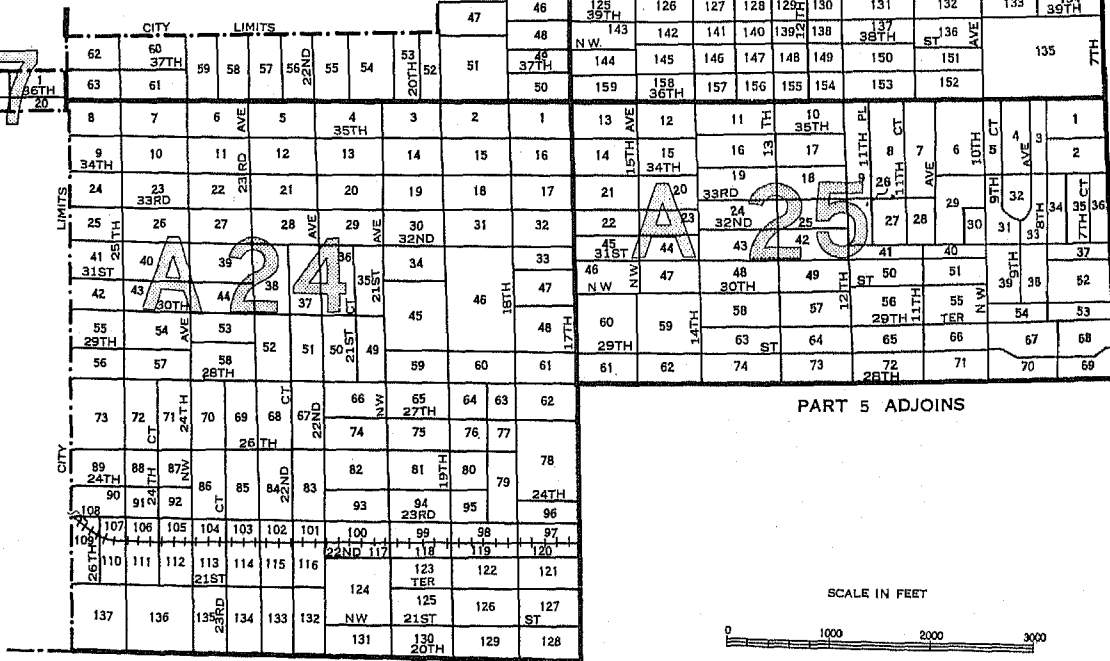 47 46 125 126 127 128 129 130 131 132 133
39TH 12TH 39TH
CITY LIMITS
48 NW. 143 142 141 140 139 138 137 136 135 7TH
38TH ST AVE
62 60 59 58 57 56 22ND 55 54 53 20TH 52 51 49 144 145 146 147 148 149 150 151
37TH 37TH
7 1
36TH
20
63 61 50 159 158 157 156 155 154 153 152
36TH
8 7 6 AVE 5 4 3 2 1 13 AVE 12 11 TH 10 11TH PL 8 CT 7 6 10TH 5 CT 4 3 1
35TH 35TH
9 10 11 12 13 14 15 16 14 15TH 15 16 13 17 AVE 2
34TH 34TH
24 23 22 23RD 21 20 19 18 17 21 20 19 18 9 26 11TH AVE 29 9TH 32 34 35 CT 36
33RD 33RD
LIMITS
25 25TH 26 27 28 AVE 29 AVE 30 31 32 22 23 24 25 27 28 30 31 33 8TH 7TH
32ND 32ND
A 24 A 25
41 40 39 36 34 33 45 44 43 42 41 40 37
31ST 31ST
42 43 44 38 37 CT 35 21ST 46 18TH 47 46 NW NW 47 48 49 12TH ST 50 51 NW 39 9TH 38 52
30TH 30TH
45 58 57 56 11TH 55 54 53
29TH TER
55 54 AVE 53 52 51 50 21ST 49 48 17TH 60 59 14TH 63 ST 64 65 66 67 68
29TH 29TH
56 57 58 59 60 61 61 62 74 73 72 71 70 69
28TH 28TH
PART 5 ADJOINS
73 72 CT 71 24TH 70 69 68 CT 67 22ND 66 NW 65 64 63 62
27TH
26TH 74 75 76 77
CITY
89 88 24TH 87 NW 86 CT 85 84 22ND 83 82 81 19TH 80 79 78
24TH 24TH
90 91 92 93 94 95 96
23RD
108
109 107 106 105 104 103 102 101 100 99 98 97
22ND 117 118 119 120
26TH 110 111 112 113 114 115 116 123 122 121
21ST TER
124 125 126 127
NW 21ST ST
137 136 135 23RD 134 133 132 131 130 129 128
20TH
SCALE IN FEET
0 1000 2000 3000